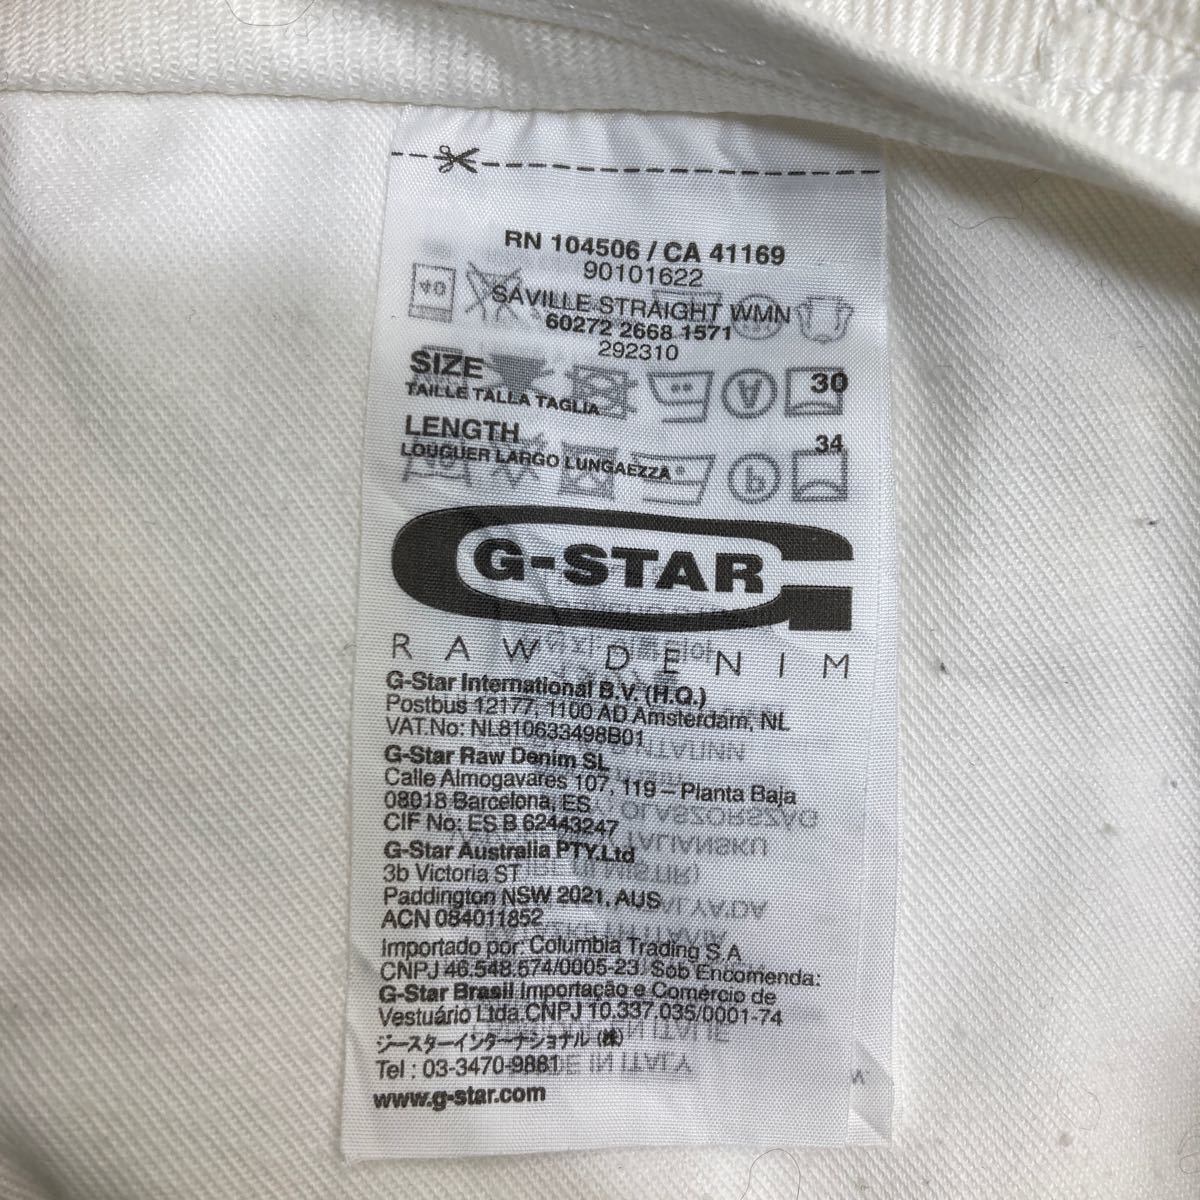 RN 104506 / CA 41169
90101622
SAVILLE STRAIGHT WMN
60272 2668 1571
292310
SIZE 30
TAILLE TALLA TAGLIA
LENGTH 34
LOUGUER LARGO LUNGAEZZA
G-STAR
RAW DENIM
G-Star International B.V. (H.Q.)
Postbus 12177, 1100 AD Amsterdam, NL
VAT.No: NL810633498B01
G-Star Raw Denim SL
Calle Almogavares 107, 119 – Planta Baja
08018 Barcelona, ES
CIF No: ES B 62443247
G-Star Australia PTY.Ltd
3b Victoria ST
Paddington NSW 2021, AUS
ACN 084011852
Importado por: Columbia Trading S.A
CNPJ 46.548.574/0005-23 Sob Encomenda:
G-Star Brasil Importação e Comércio de
Vestuário Ltda.CNPJ 10.337.035/0001-74
ジースターインターナショナル (株)
Tel : 03-3470-9881
www.g-star.com